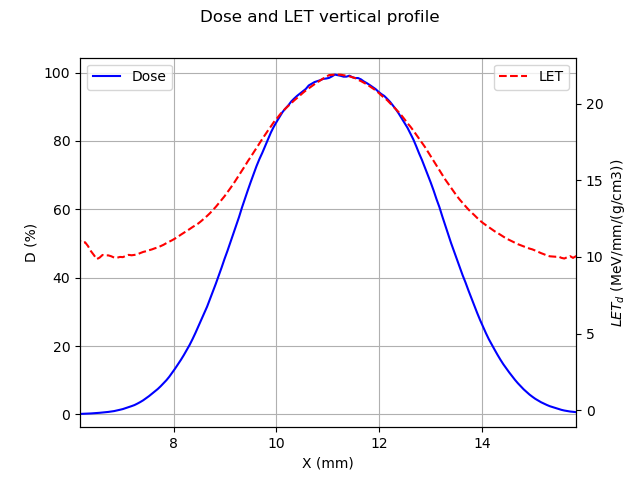 Dose and LET vertical profile
Dose
LET
100
80
60
40
20
0
D (%)
20
15
10
5
0
LET_d (MeV/mm/(g/cm3))
8 10 12 14
X (mm)